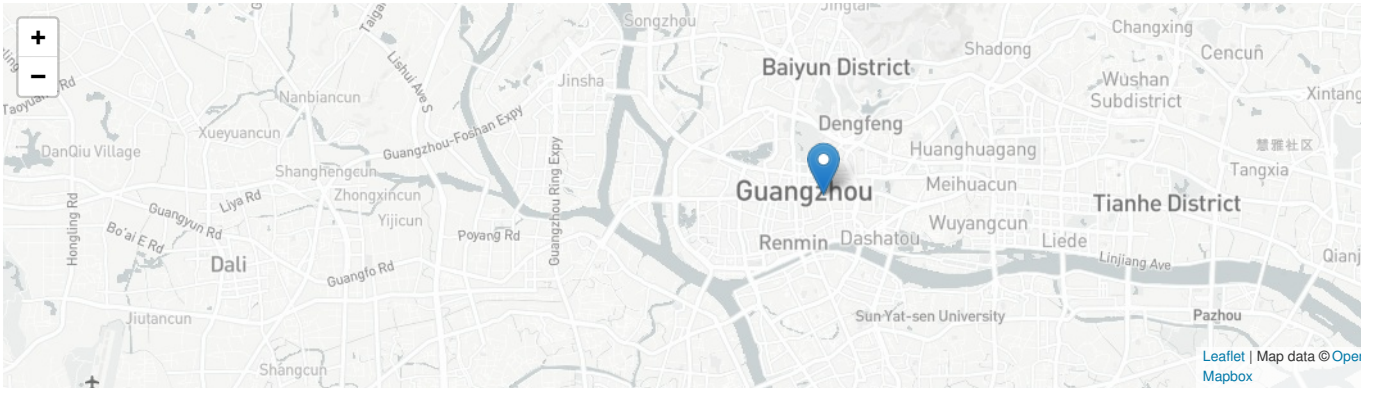 +
−
Songzhou
Jingtai
Changxing
Shadong
Cencun
Baiyun District
Lishui Ave S
Jinsha
Wushan
Subdistrict
Xintang
Nanbiancun
Dengfeng
Xueyuancun
Guangzhou-Foshan Expy
DanQiu Village
Huanghuagang
慧雅社区
Shanghengcun
Tangxia
Zhongxincun
Guangzhou
Meihuacun
Tianhe District
Liya Rd
Guangyun Rd
Yijicun
Hongling Rd
Bo'ai E Rd
Poyang Rd
Guangzhou Ring Expy
Renmin
Dashatou
Wuyangcun
Liede
Dali
Guangfo Rd
Linjiang Ave
Qianj
Jiutancun
Sun Yat-sen University
Pazhou
Shangcun
Leaflet | Map data © Oper
Mapbox